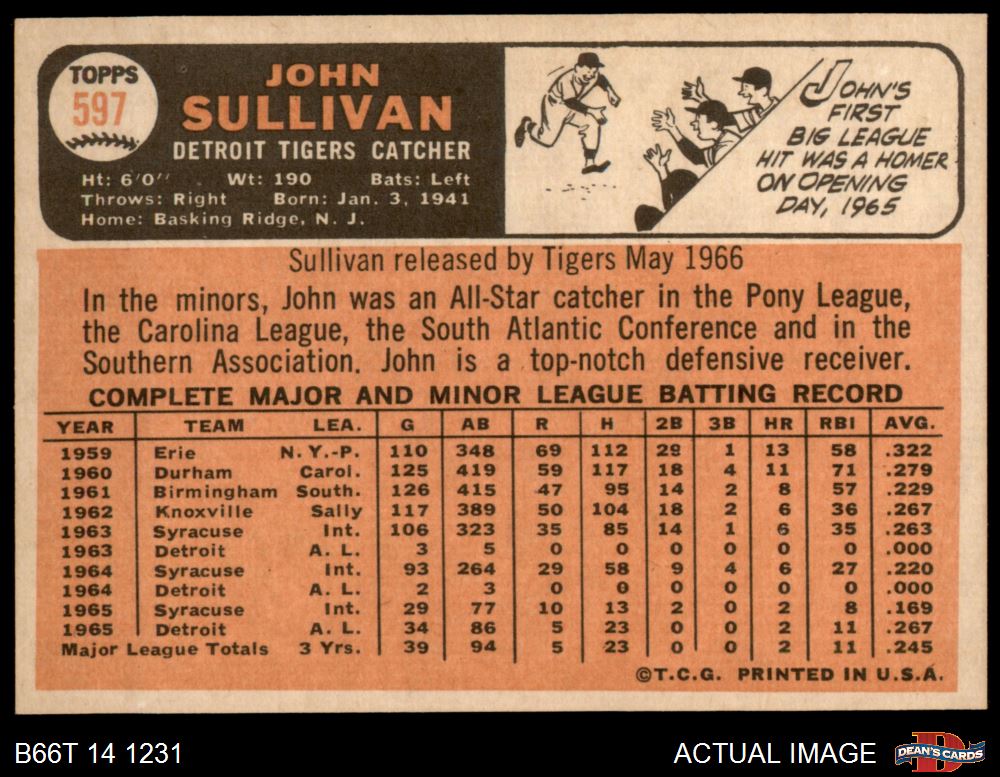 TOPPS
597
JOHN
SULLIVAN
DETROIT TIGERS CATCHER
Ht: 6'0" Wt: 190 Bats: Left
Throws: Right Born: Jan. 3, 1941
Home: Basking Ridge, N. J.
JOHN'S
FIRST
BIG LEAGUE
HIT WAS A HOMER
ON OPENING
DAY, 1965
Sullivan released by Tigers May 1966
In the minors, John was an All-Star catcher in the Pony League,
the Carolina League, the South Atlantic Conference and in the
Southern Association. John is a top-notch defensive receiver.
COMPLETE MAJOR AND MINOR LEAGUE BATTING RECORD
YEAR TEAM LEA. G AB R H 2B 3B HR RBI AVG.
1959 Erie N.Y.-P. 110 348 69 112 29 1 13 58 .322
1960 Durham Carol. 125 419 59 117 18 4 11 71 .279
1961 Birmingham South. 126 415 47 95 14 2 8 57 .229
1962 Knoxville Sally 117 389 50 104 18 2 6 36 .267
1963 Syracuse Int. 106 323 35 85 14 1 6 35 .263
1963 Detroit A. L. 3 5 0 0 0 0 0 0 .000
1964 Syracuse Int. 93 264 29 58 9 4 6 27 .220
1964 Detroit A. L. 2 3 0 0 0 0 0 0 .000
1965 Syracuse Int. 29 77 10 13 2 0 2 8 .169
1965 Detroit A. L. 34 86 5 23 0 0 2 11 .267
Major League Totals 3 Yrs. 39 94 5 23 0 0 2 11 .245
©T.C.G. PRINTED IN U.S.A.
B66T 14 1231 ACTUAL IMAGE DEAN'S CARDS